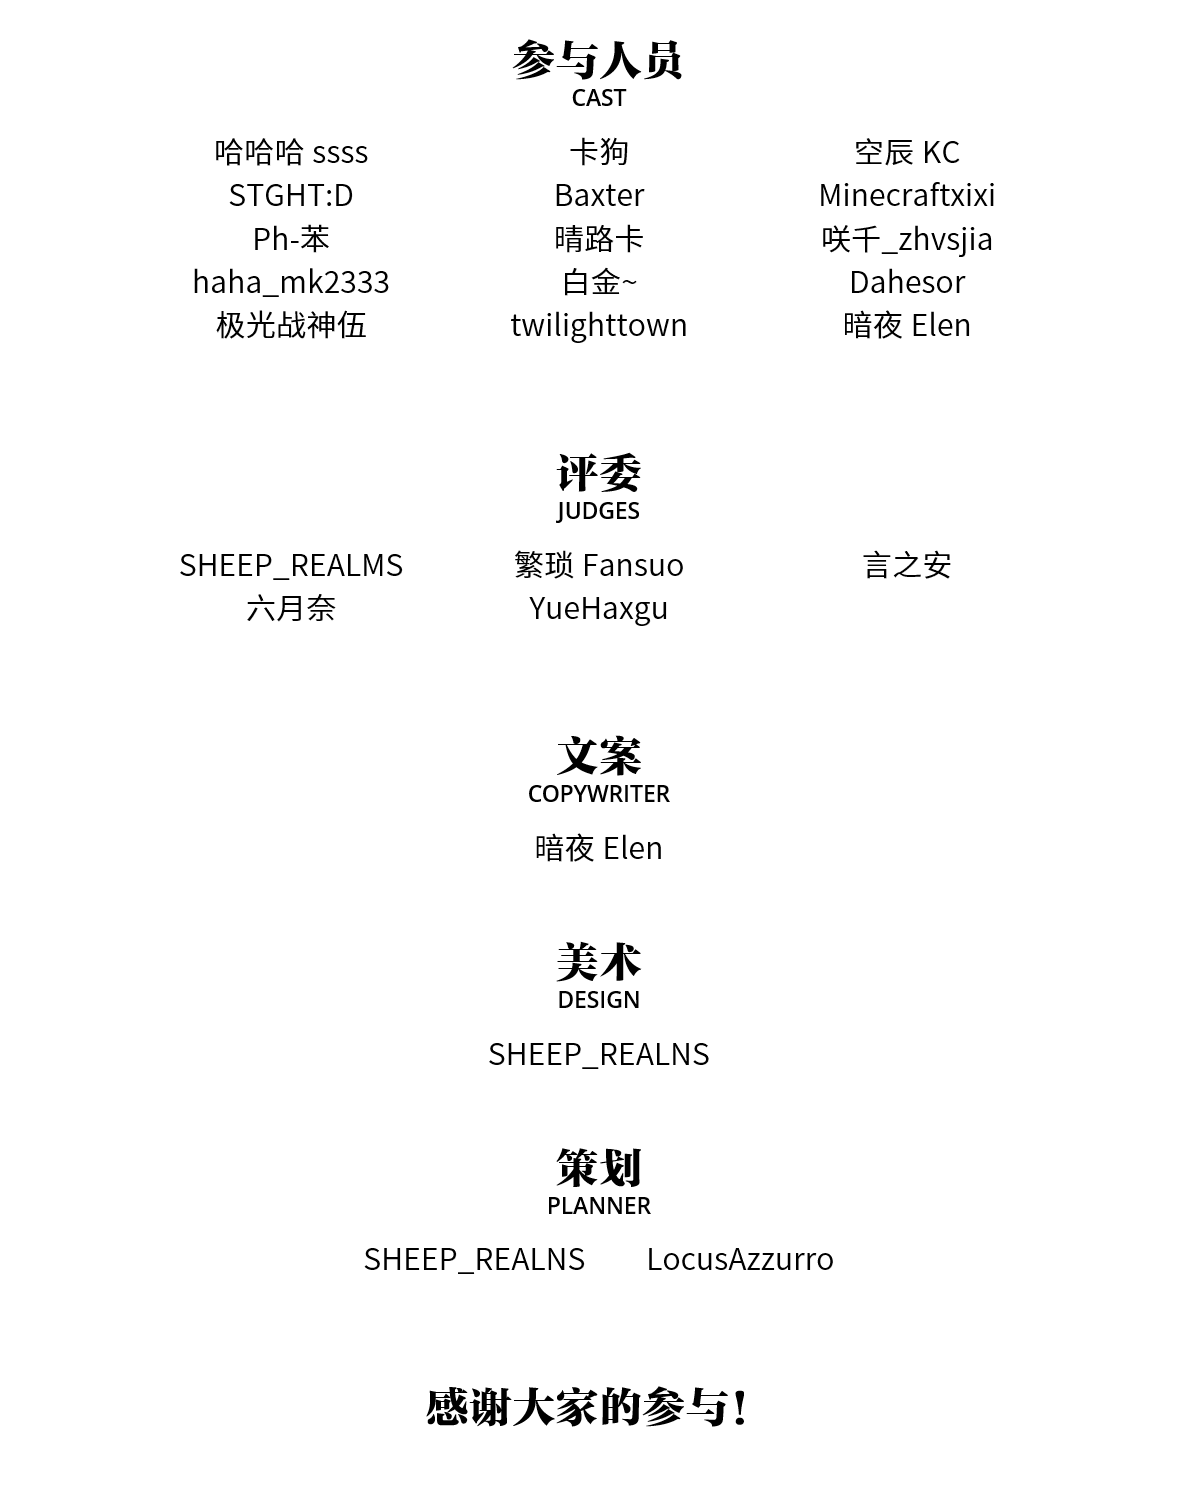 参与人员
CAST
哈哈哈 ssss 卡狗 空辰 KC
STGHT:D Baxter Minecraftxixi
Ph-苯 晴路卡 咲千_zhvsjia
haha_mk2333 白金~ Dahesor
极光战神伍 twilighttown 暗夜 Elen
评委
JUDGES
SHEEP_REALMS 繁琐 Fansuo 言之安
六月奈 YueHaxgu
文案
COPYWRITER
暗夜 Elen
美术
DESIGN
SHEEP_REALNS
策划
PLANNER
SHEEP_REALNS LocusAzzurro
感谢大家的参与!